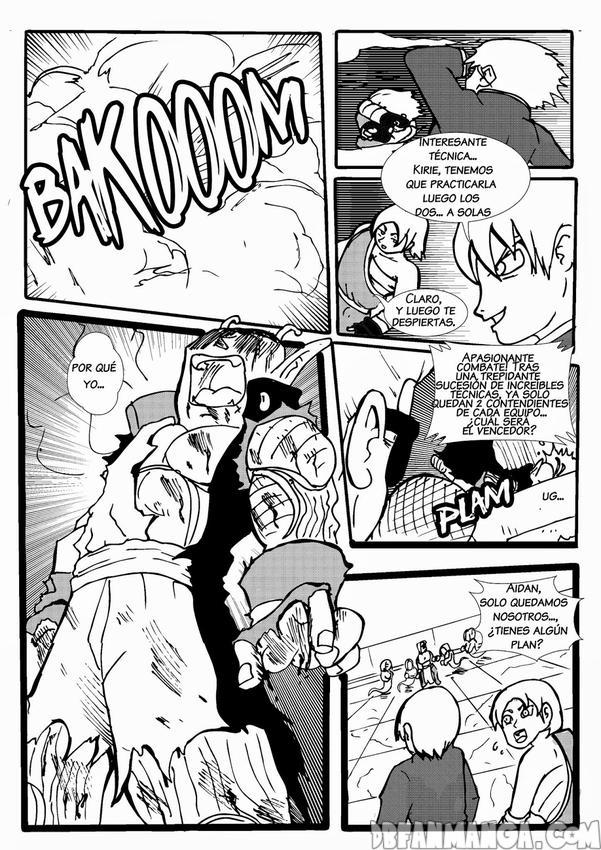 BAKOOOM
INTERESANTE
TÉCNICA...
KIRIE, TENEMOS
QUE PRACTICARLA
LUEGO LOS
DOS... A SOLAS
CLARO,
Y LUEGO TE
DESPIERTAS.
POR QUÉ
YO...
APASIONANTE
COMBATE! TRAS
UNA TREPIDANTE
SUCESIÓN DE INCREÍBLES
TÉCNICAS, YA SOLO
QUEDAN 2 CONTENDIENTES
DE CADA EQUIPO...
¿CUÁL SERÁ
EL VENCEDOR?
UG...
PLAM
AIDAN,
SOLO QUEDAMOS
NOSOTROS...,
¿TIENES ALGÚN
PLAN?
DBFANMANGA.COM